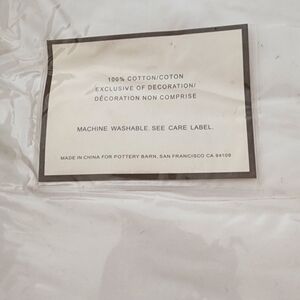 100% COTTON/COTON
EXCLUSIVE OF DECORATION/
DÉCORATION NON COMPRISE
MACHINE WASHABLE. SEE CARE LABEL.
MADE IN CHINA FOR POTTERY BARN, SAN FRANCISCO CA 94109